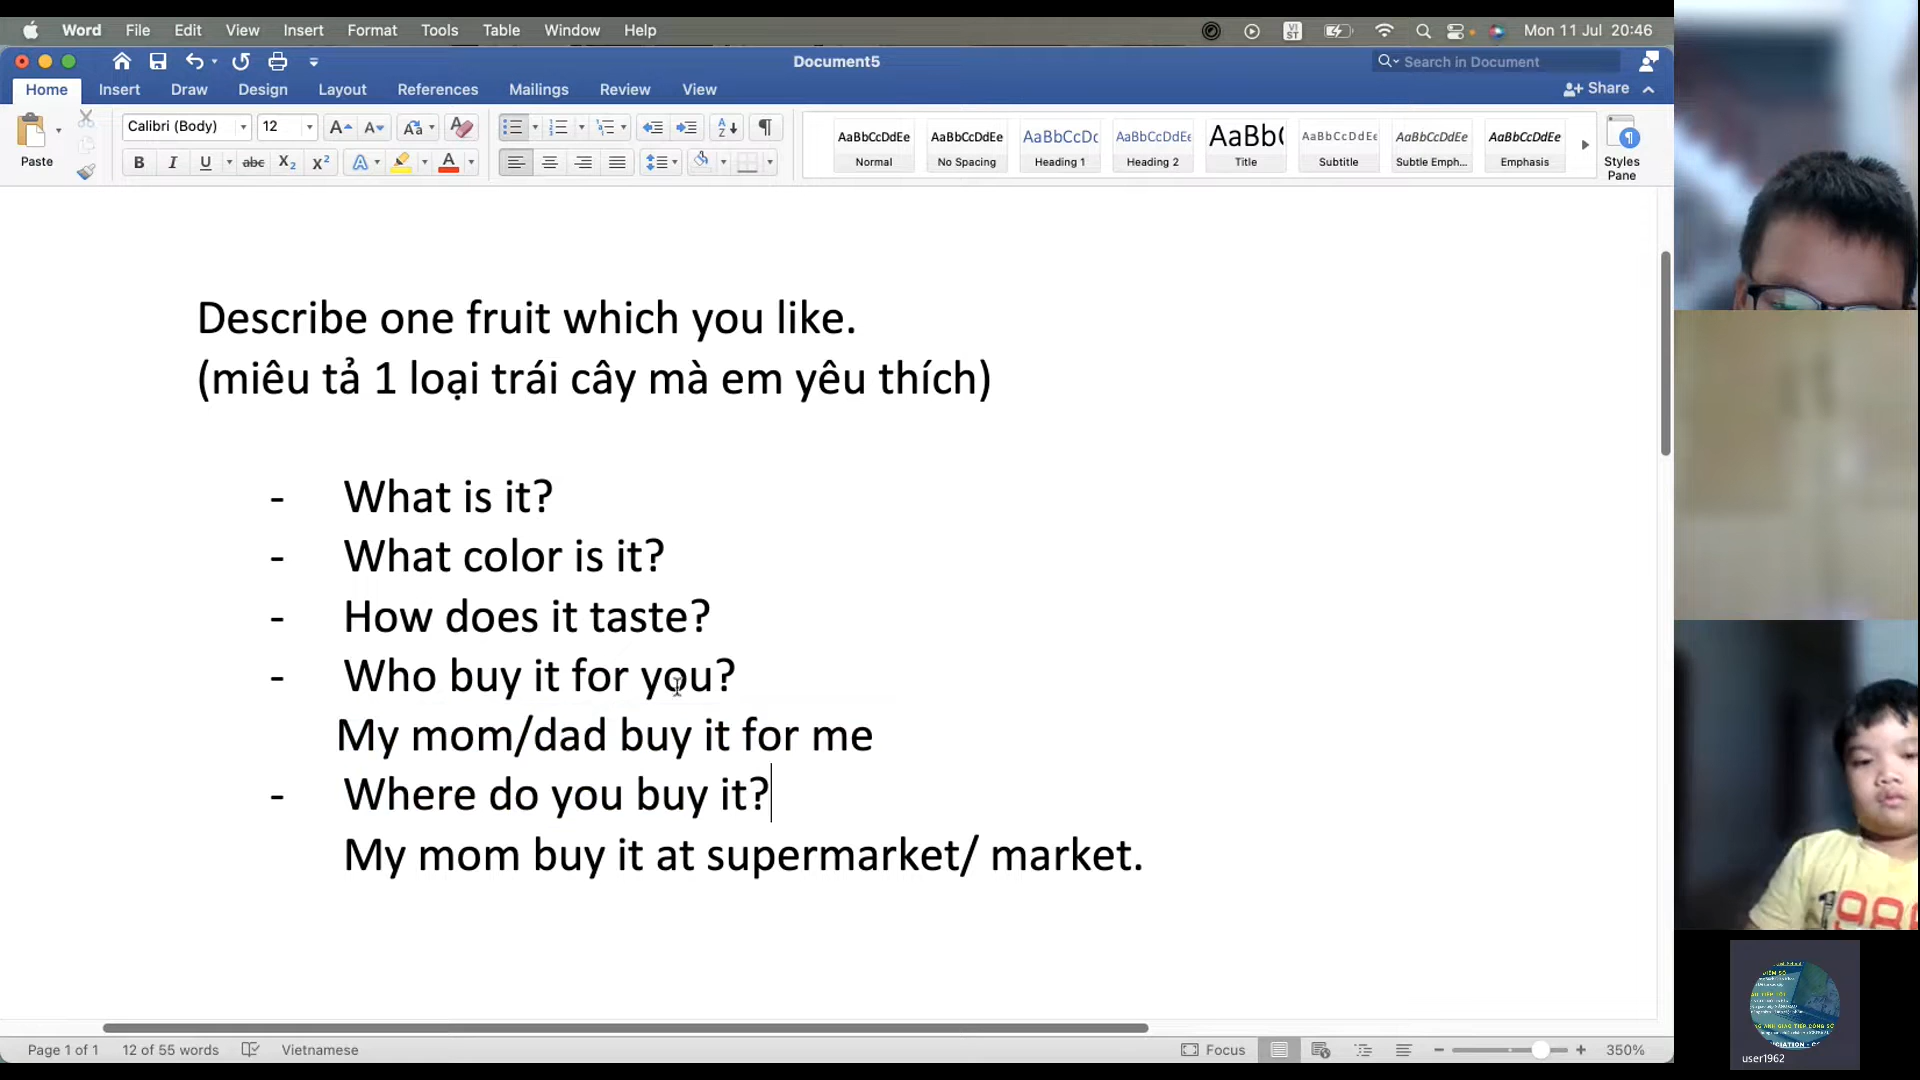 Word File Edit View Insert Format Tools Table Window Help Mon 11 Jul 20:46
Document5
Search in Document
Home Insert Draw Design Layout References Mailings Review View Share
Paste
Calibri (Body) 12
AaBbCcDdEe AaBbCcDdEe AaBbCcDc AaBbCcDdEe AaBb( AaBbCcDdEe AaBbCcDdEe AaBbCcDdEe
Normal No Spacing Heading 1 Heading 2 Title Subtitle Subtle Emph... Emphasis
Styles Pane
Describe one fruit which you like.
(miêu tả 1 loại trái cây mà em yêu thích)
- What is it?
- What color is it?
- How does it taste?
- Who buy it for you?
My mom/dad buy it for me
- Where do you buy it?
My mom buy it at supermarket/ market.
Page 1 of 1 12 of 55 words Vietnamese Focus 350%
user1962